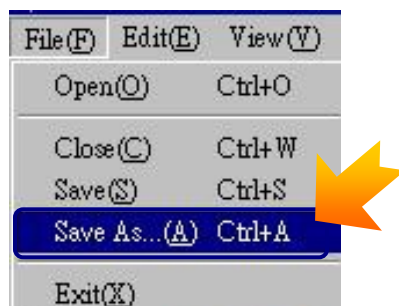 File(F) Edit(E) View(V)
Open(O) Ctrl+O
Close(C) Ctrl+W
Save(S) Ctrl+S
Save As...(A) Ctrl+A
Exit(X)